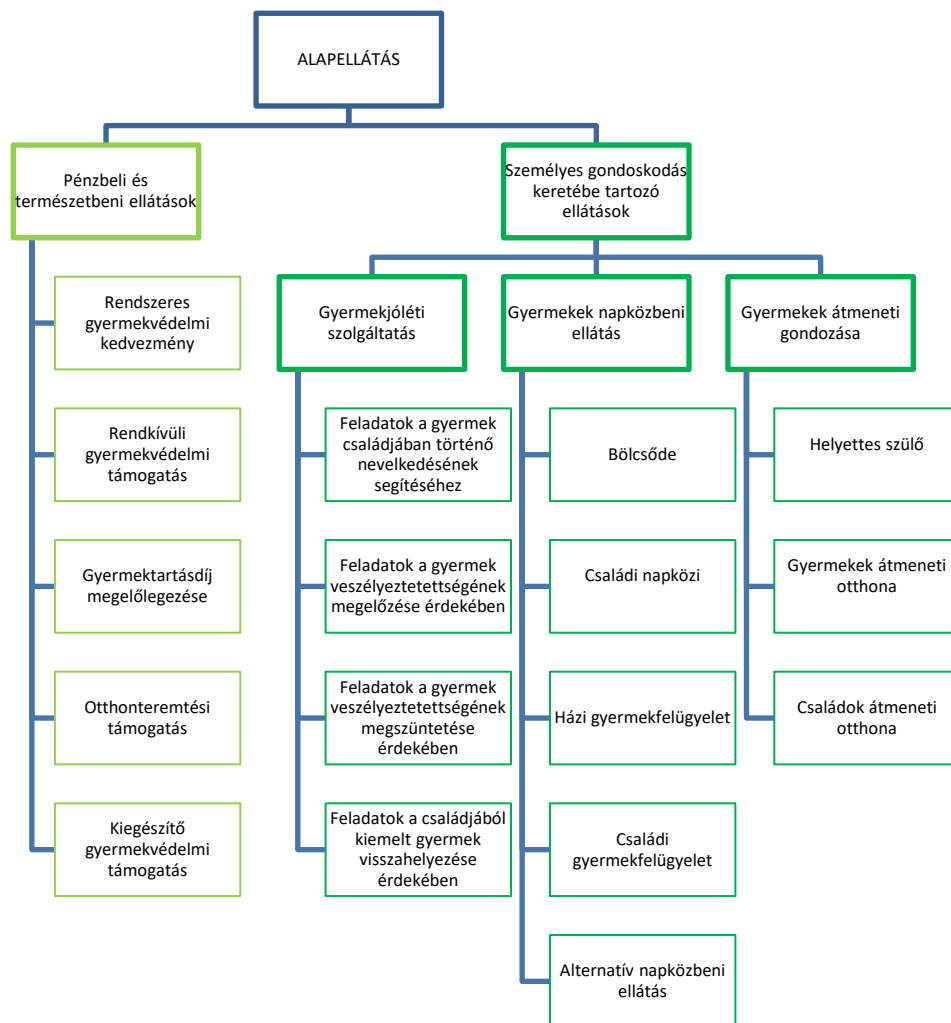 ALAPELLÁTÁS
Pénzbeli és
természetbeni ellátások
Rendszeres
gyermekvédelmi
kedvezmény
Rendkívüli
gyermekvédelmi
támogatás
Gyermektartásdíj
megelőlegezése
Otthonteremtési
támogatás
Kiegészítő
gyermekvédelmi
támogatás
Személyes gondoskodás
keretébe tartozó
ellátások
Gyermekjóléti
szolgáltatás
Feladatok a gyermek
családjában történő
nevelkedésének
segítéséhez
Feladatok a gyermek
veszélyeztetettségének
megelőzése érdekében
Feladatok a gyermek
veszélyeztetettségének
megszüntetése
érdekében
Feladatok a családjából
kiemelt gyermek
visszahelyezése
érdekében
Gyermekek napközbeni
ellátás
Bölcsőde
Családi napközi
Házi gyermekfelügyelet
Családi
gyermekfelügyelet
Alternatív napközbeni
ellátás
Gyermekek átmeneti
gondozása
Helyettes szülő
Gyermekek átmeneti
otthona
Családok átmeneti
otthona